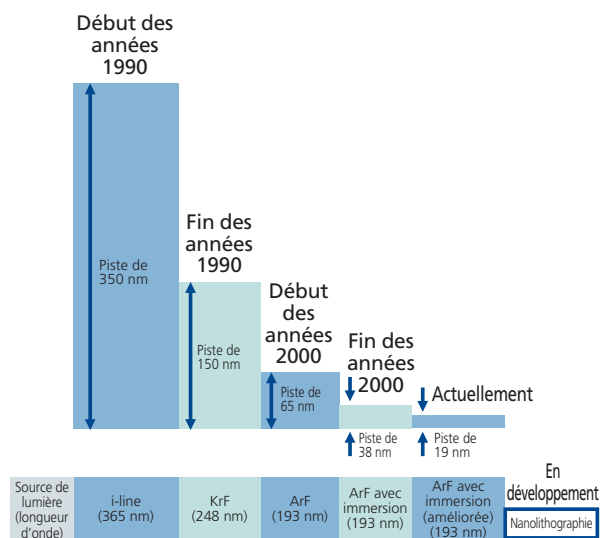 Début des
années
1990
Piste de
350 nm
Fin des
années
1990
Piste de
150 nm
Début
des
années
2000
Piste de
65 nm
Fin des
années
2000
Piste de
38 nm
Actuellement
Piste de
19 nm
Source de
lumière
(longueur
d'onde)
i-line
(365 nm)
KrF
(248 nm)
ArF
(193 nm)
ArF avec
immersion
(193 nm)
ArF avec
immersion
(améliorée)
(193 nm)
En
développement
Nanolithographie